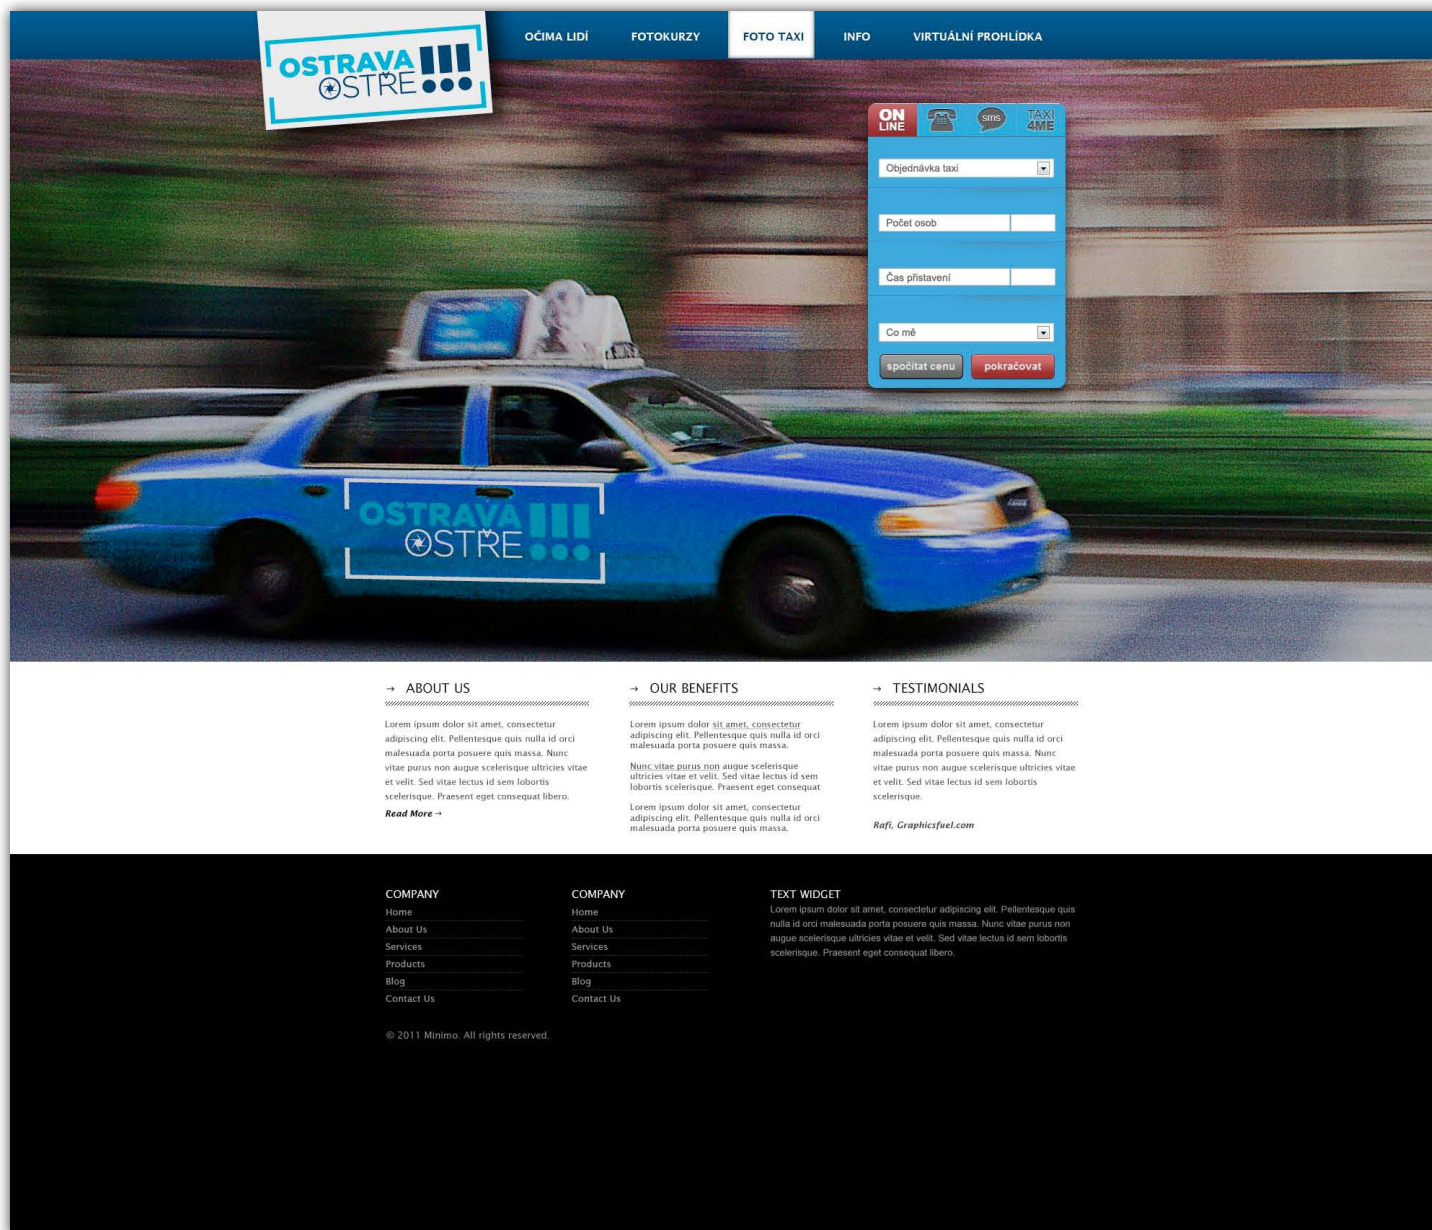 OSTRAVA!!!
OSTŘE
OČIMA LIDÍ
FOTOKURZY
FOTO TAXI
INFO
VIRTUÁLNÍ PROHLÍDKA
ON
LINE
sms
TAXI
4ME
Objednávka taxi
Počet osob
Čas přistavení
Co mě
spočítat cenu
pokračovat
OSTRAVA!!!
OSTŘE
→ ABOUT US
Lorem ipsum dolor sit amet, consectetur
adipiscing elit. Pellentesque quis nulla id orci
malesuada porta posuere quis massa. Nunc
vitae purus non augue scelerisque ultricies vitae
et velit. Sed vitae lectus id sem lobortis
scelerisque. Praesent eget consequat libero.
Read More →
→ OUR BENEFITS
Lorem ipsum dolor sit amet, consectetur
adipiscing elit. Pellentesque quis nulla id orci
malesuada porta posuere quis massa.
Nunc vitae purus non augue scelerisque
ultricies vitae et velit. Sed vitae lectus id sem
lobortis scelerisque. Praesent eget consequat
Lorem ipsum dolor sit amet, consectetur
adipiscing elit. Pellentesque quis nulla id orci
malesuada porta posuere quis massa.
→ TESTIMONIALS
Lorem ipsum dolor sit amet, consectetur
adipiscing elit. Pellentesque quis nulla id orci
malesuada porta posuere quis massa. Nunc
vitae purus non augue scelerisque ultricies vitae
et velit. Sed vitae lectus id sem lobortis
scelerisque.
Rafi, Graphicsfuel.com
COMPANY
Home
About Us
Services
Products
Blog
Contact Us
COMPANY
Home
About Us
Services
Products
Blog
Contact Us
TEXT WIDGET
Lorem ipsum dolor sit amet, consectetur adipiscing elit. Pellentesque quis
nulla id orci malesuada porta posuere quis massa. Nunc vitae purus non
augue scelerisque ultricies vitae et velit. Sed vitae lectus id sem lobortis
scelerisque. Praesent eget consequat libero.
© 2011 Minimo. All rights reserved.